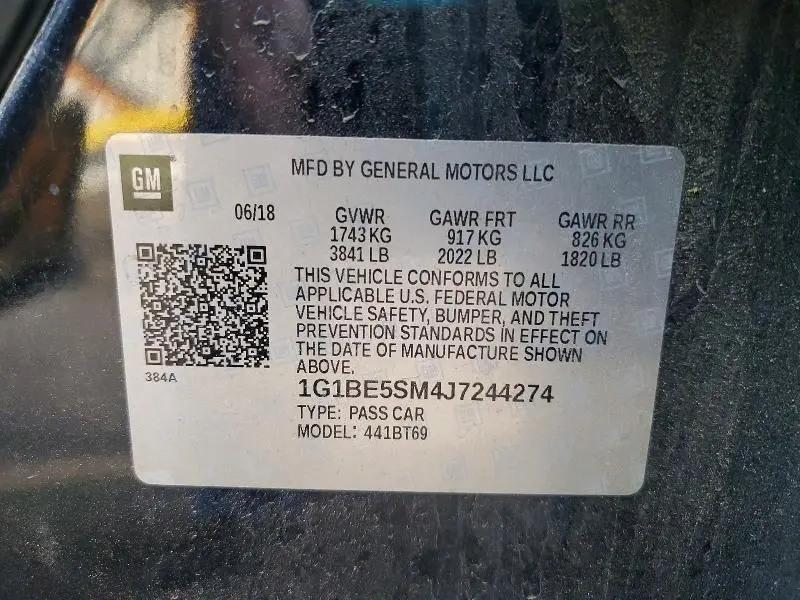 GM
MFD BY GENERAL MOTORS LLC
06/18 GVWR GAWR FRT GAWR RR
1743 KG 917 KG 826 KG
3841 LB 2022 LB 1820 LB
THIS VEHICLE CONFORMS TO ALL
APPLICABLE U.S. FEDERAL MOTOR
VEHICLE SAFETY, BUMPER, AND THEFT
PREVENTION STANDARDS IN EFFECT ON
THE DATE OF MANUFACTURE SHOWN
ABOVE.
384A
1G1BE5SM4J7244274
TYPE: PASS CAR
MODEL: 441BT69